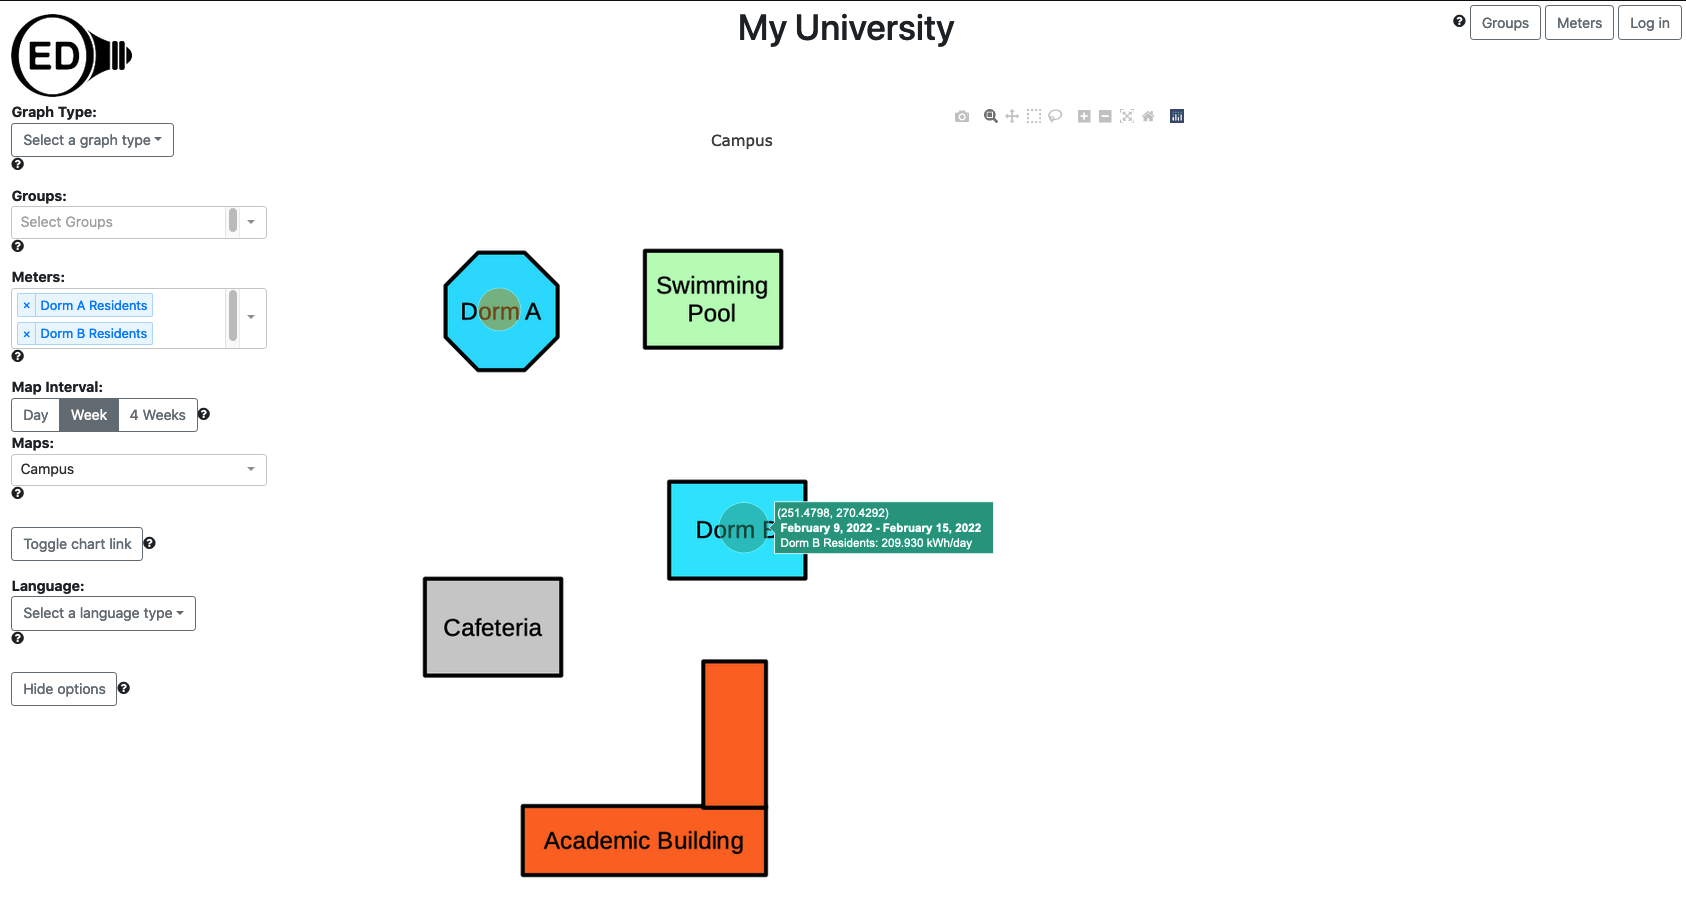 My University
Groups
Meters
Log in
ED
Graph Type:
Select a graph type
Groups:
Select Groups
Meters:
× Dorm A Residents
× Dorm B Residents
Map Interval:
Day
Week
4 Weeks
Maps:
Campus
Toggle chart link
Language:
Select a language type
Hide options
Campus
Dorm A
Swimming
Pool
Dorm B
(251.4798, 270.4292)
February 9, 2022 - February 15, 2022
Dorm B Residents: 209.930 kWh/day
Cafeteria
Academic Building